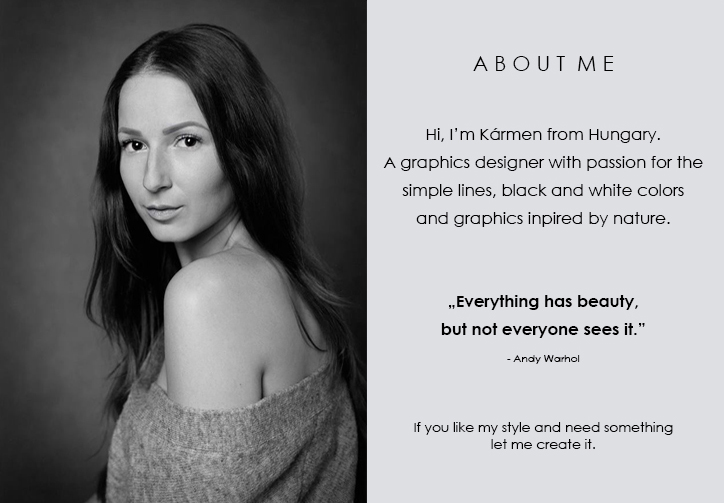 ABOUT ME
Hi, I’m Kármen from Hungary.
A graphics designer with passion for the
simple lines, black and white colors
and graphics inpired by nature.
„Everything has beauty,
but not everyone sees it.”
- Andy Warhol
If you like my style and need something
let me create it.